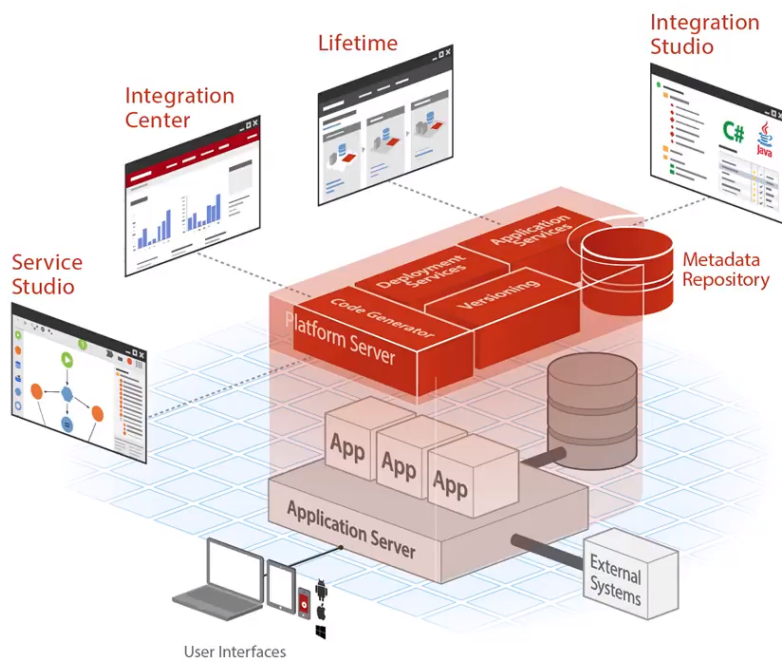 Lifetime
Integration
Studio
Integration
Center
C#
Java
Service
Studio
Application
Services
Deployment
Services
Versioning
Code Generator
Platform Server
Metadata
Repository
App
App
App
Application Server
External
Systems
User Interfaces